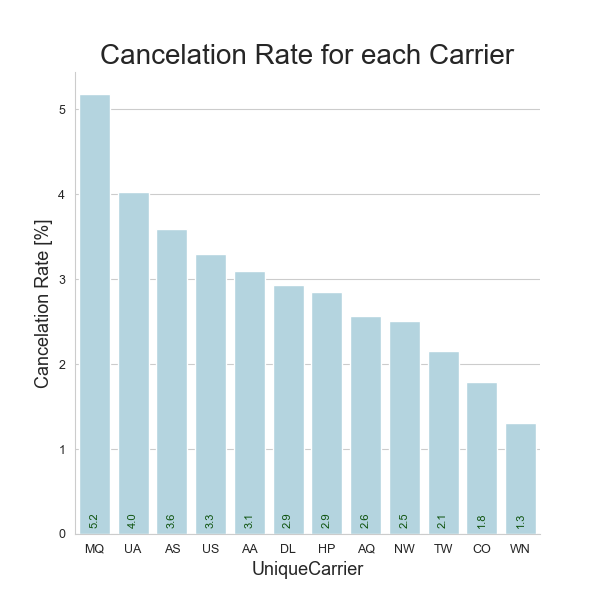 Cancelation Rate for each Carrier
Cancelation Rate [%]
5
4
3
2
1
0
5.2 4.0 3.6 3.3 3.1 2.9 2.9 2.6 2.5 2.1 1.8 1.3
MQ UA AS US AA DL HP AQ NW TW CO WN
UniqueCarrier